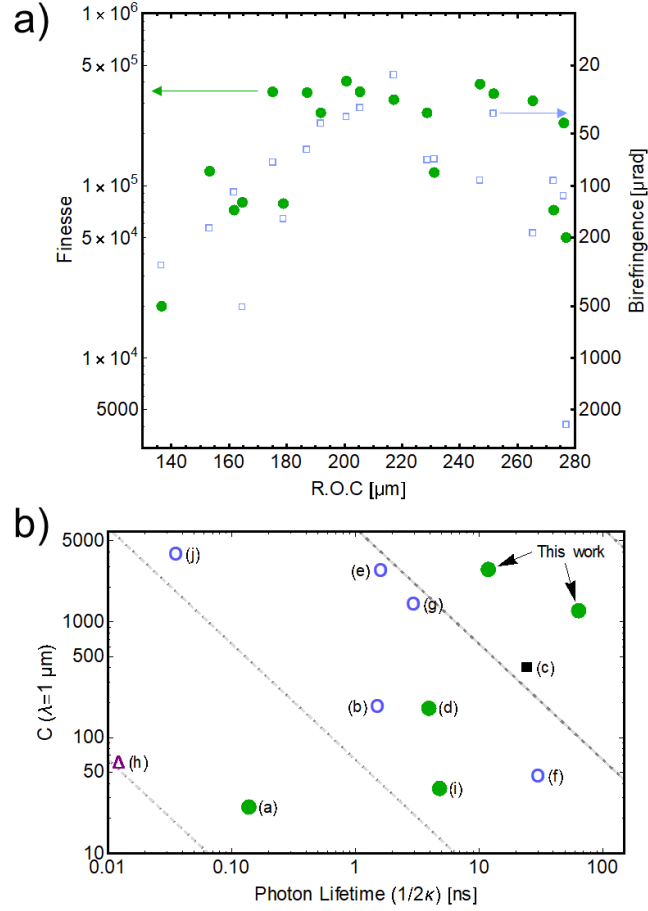 a)
1 × 10^6
5 × 10^5
1 × 10^5
5 × 10^4
1 × 10^4
5000
Finesse
20
50
100
200
500
1000
2000
Birefringence [µrad]
140 160 180 200 220 240 260 280
R.O.C [µm]
b)
5000
1000
500
100
50
10
C (λ=1 µm)
(j)
(e)
This work
(g)
(c)
(b)
(d)
(h)
(f)
(i)
(a)
0.01 0.10 1 10 100
Photon Lifetime (1/2κ) [ns]